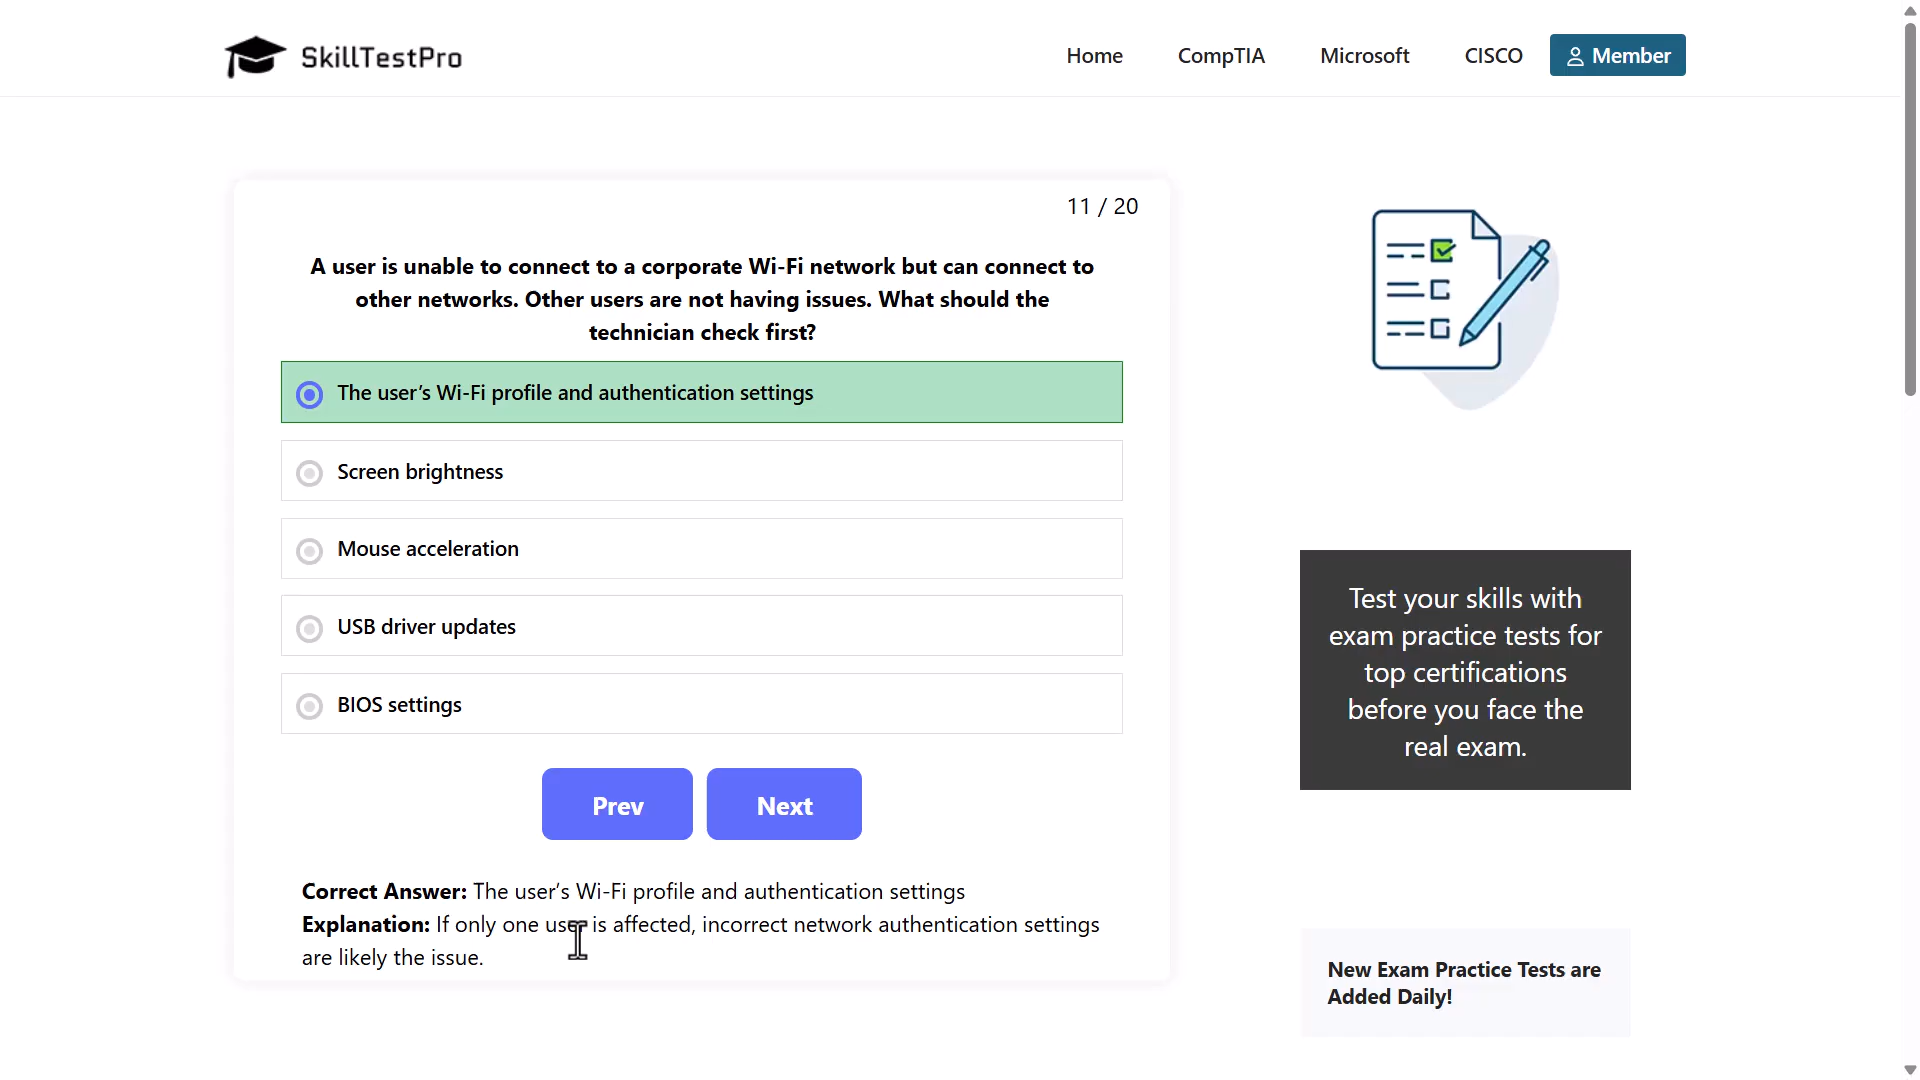 SkillTestPro
Home
CompTIA
Microsoft
CISCO
Member
11 / 20
A user is unable to connect to a corporate Wi-Fi network but can connect to
other networks. Other users are not having issues. What should the
technician check first?
The user’s Wi-Fi profile and authentication settings
Screen brightness
Mouse acceleration
USB driver updates
BIOS settings
Prev
Next
Correct Answer: The user’s Wi-Fi profile and authentication settings
Explanation: If only one user is affected, incorrect network authentication settings
are likely the issue.
Test your skills with
exam practice tests for
top certifications
before you face the
real exam.
New Exam Practice Tests are
Added Daily!